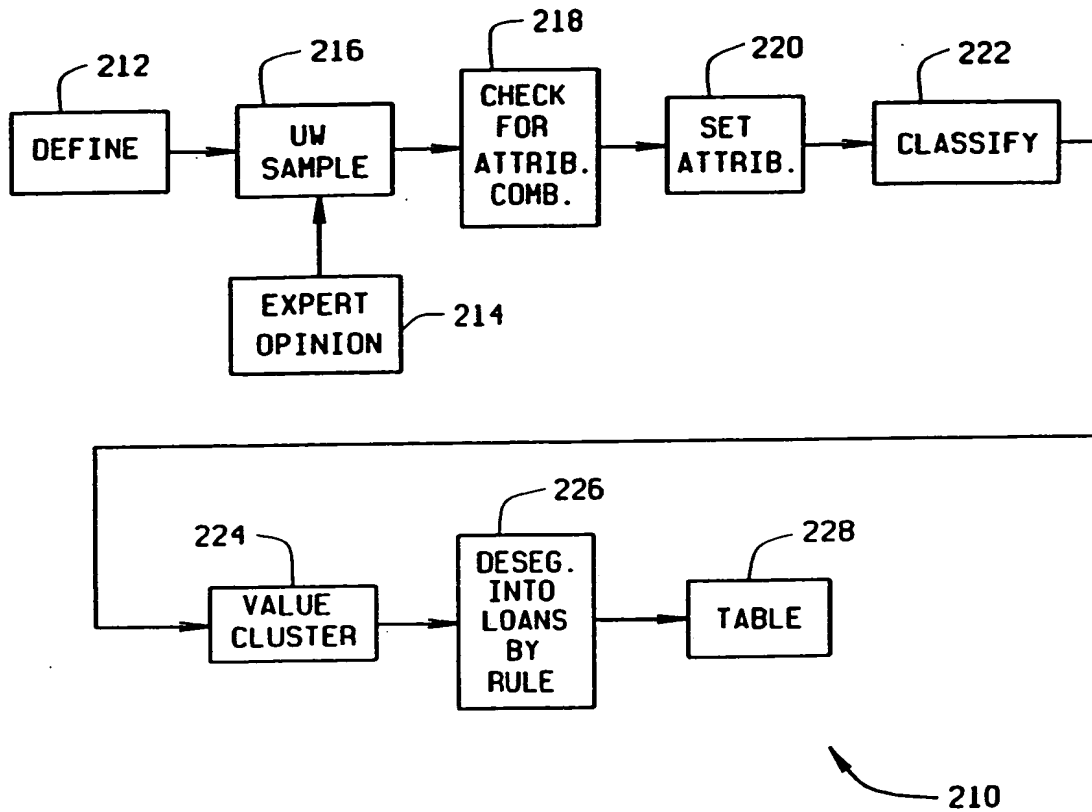 212
DEFINE
216
UW
SAMPLE
218
CHECK
FOR
ATTRIB.
COMB.
220
SET
ATTRIB.
222
CLASSIFY
EXPERT
OPINION
214
224
VALUE
CLUSTER
226
DESEG.
INTO
LOANS
BY
RULE
228
TABLE
210